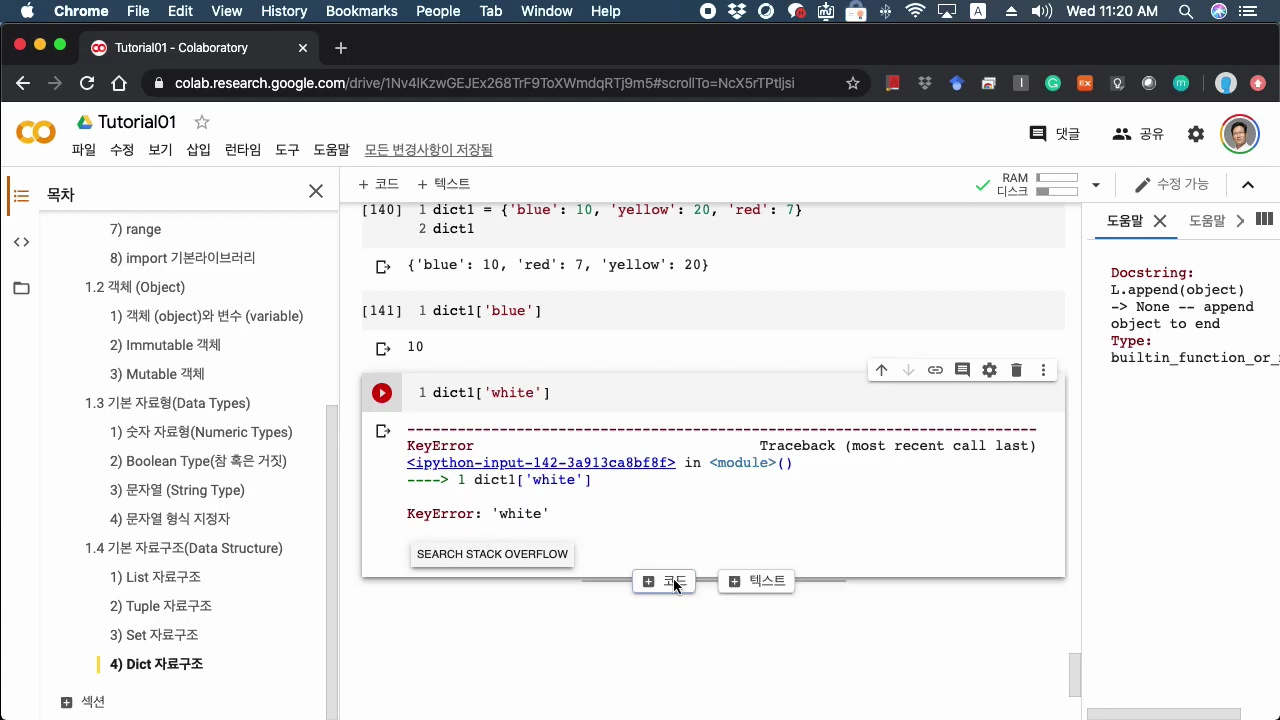 Chrome File Edit View History Bookmarks People Tab Window Help Wed 11:20 AM
Tutorial01 - Colaboratory
colab.research.google.com/drive/1Nv4lKzwGEJEx268TrF9ToXWmdqRTj9m5#scrollTo=NcX5rTPtljsi
Tutorial01
파일 수정 보기 삽입 런타임 도구 도움말 모든 변경사항이 저장됨
댓글 공유
목차
+ 코드 + 텍스트
RAM
디스크
수정 가능
7) range
8) import 기본라이브러리
1.2 객체 (Object)
1) 객체 (object)와 변수 (variable)
2) Immutable 객체
3) Mutable 객체
1.3 기본 자료형(Data Types)
1) 숫자 자료형(Numeric Types)
2) Boolean Type(참 혹은 거짓)
3) 문자열 (String Type)
4) 문자열 형식 지정자
1.4 기본 자료구조(Data Structure)
1) List 자료구조
2) Tuple 자료구조
3) Set 자료구조
4) Dict 자료구조
섹션
[140] 1 dict1 = {'blue': 10, 'yellow': 20, 'red': 7}
2 dict1
{'blue': 10, 'red': 7, 'yellow': 20}
[141] 1 dict1['blue']
10
1 dict1['white']
---------------------------------------------------------------------------
KeyError Traceback (most recent call last)
<ipython-input-142-3a913ca8bf8f> in <module>()
----> 1 dict1['white']
KeyError: 'white'
SEARCH STACK OVERFLOW
코드 텍스트
도움말 도움말
Docstring:
L.append(object)
-> None -- append
object to end
Type:
builtin_function_or_